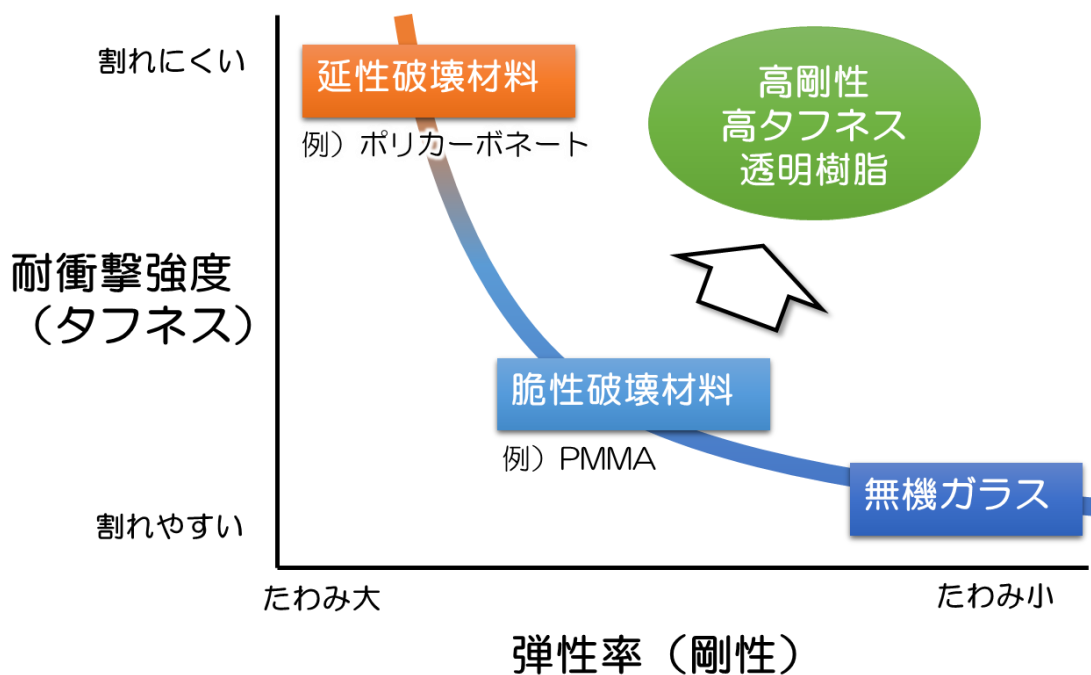 割れにくい
延性破壊材料
例）ポリカーボネート
高剛性
高タフネス
透明樹脂
耐衝撃強度
（タフネス）
脆性破壊材料
例）PMMA
無機ガラス
割れやすい
たわみ大
たわみ小
弾性率（剛性）